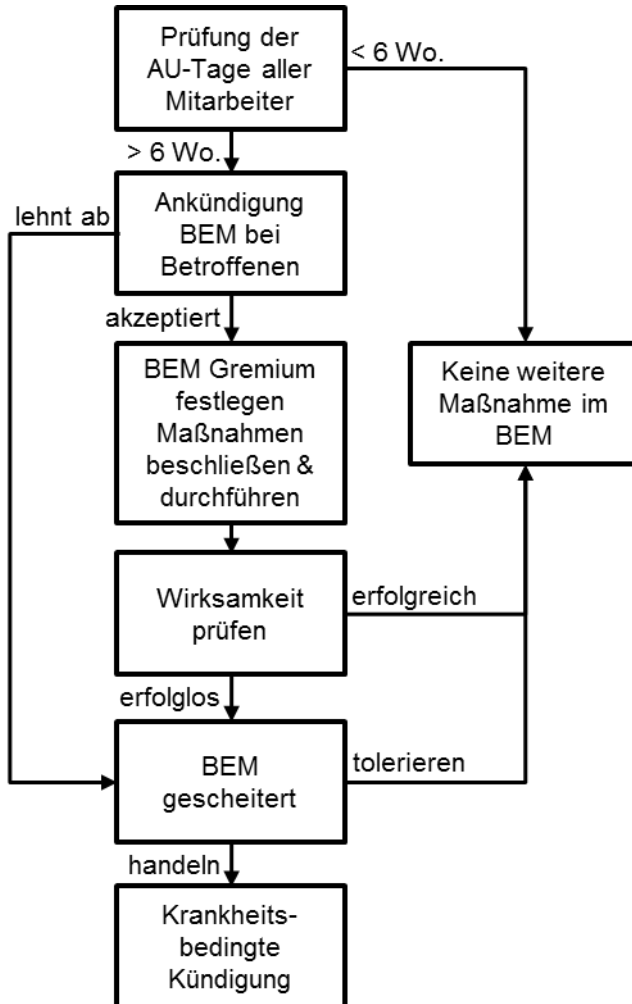 Prüfung der
AU-Tage aller
Mitarbeiter
< 6 Wo.
> 6 Wo.
lehnt ab
Ankündigung
BEM bei
Betroffenen
akzeptiert
BEM Gremium
festlegen
Maßnahmen
beschließen &
durchführen
Keine weitere
Maßnahme im
BEM
Wirksamkeit
prüfen
erfolgreich
erfolglos
BEM
gescheitert
tolerieren
handeln
Krankheits-
bedingte
Kündigung